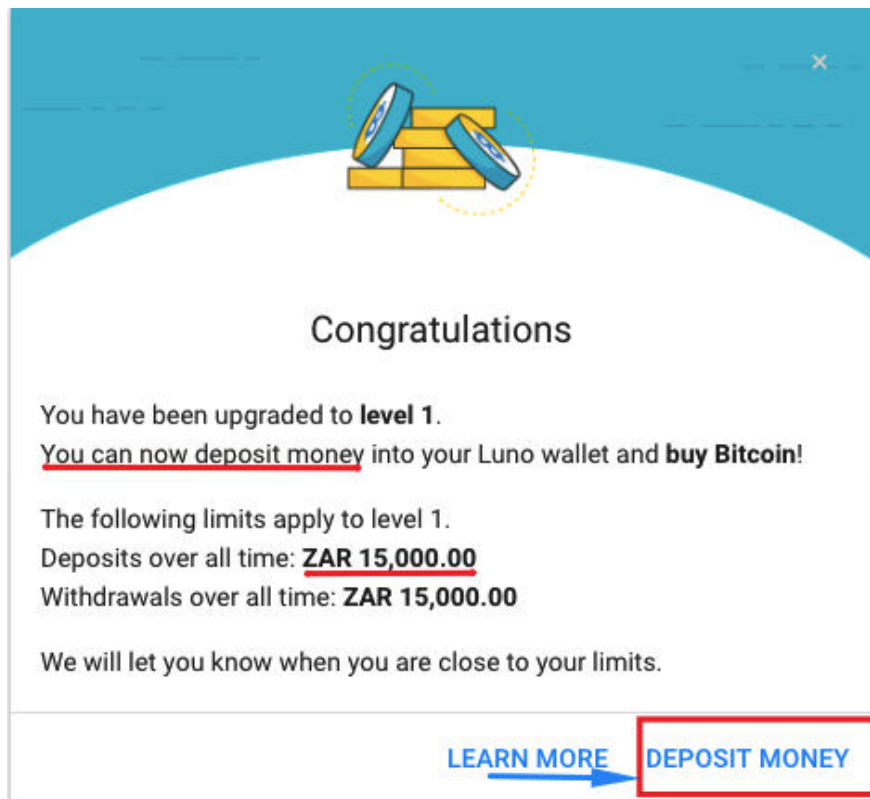 Congratulations
You have been upgraded to level 1.
You can now deposit money into your Luno wallet and buy Bitcoin!
The following limits apply to level 1.
Deposits over all time: ZAR 15,000.00
Withdrawals over all time: ZAR 15,000.00
We will let you know when you are close to your limits.
LEARN MORE DEPOSIT MONEY